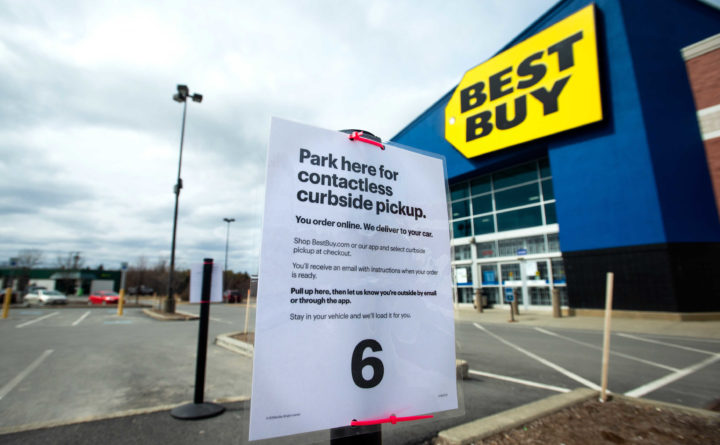 BEST
BUY
Park here for
contactless
curbside pickup.
You order online. We deliver to your car.
Shop BestBuy.com or our app and select curbside
pickup at checkout.
You'll receive an email with instructions when your order
is ready.
Pull up here, then let us know you're outside by email
or through the app.
Stay in your vehicle and we'll load it for you.
6